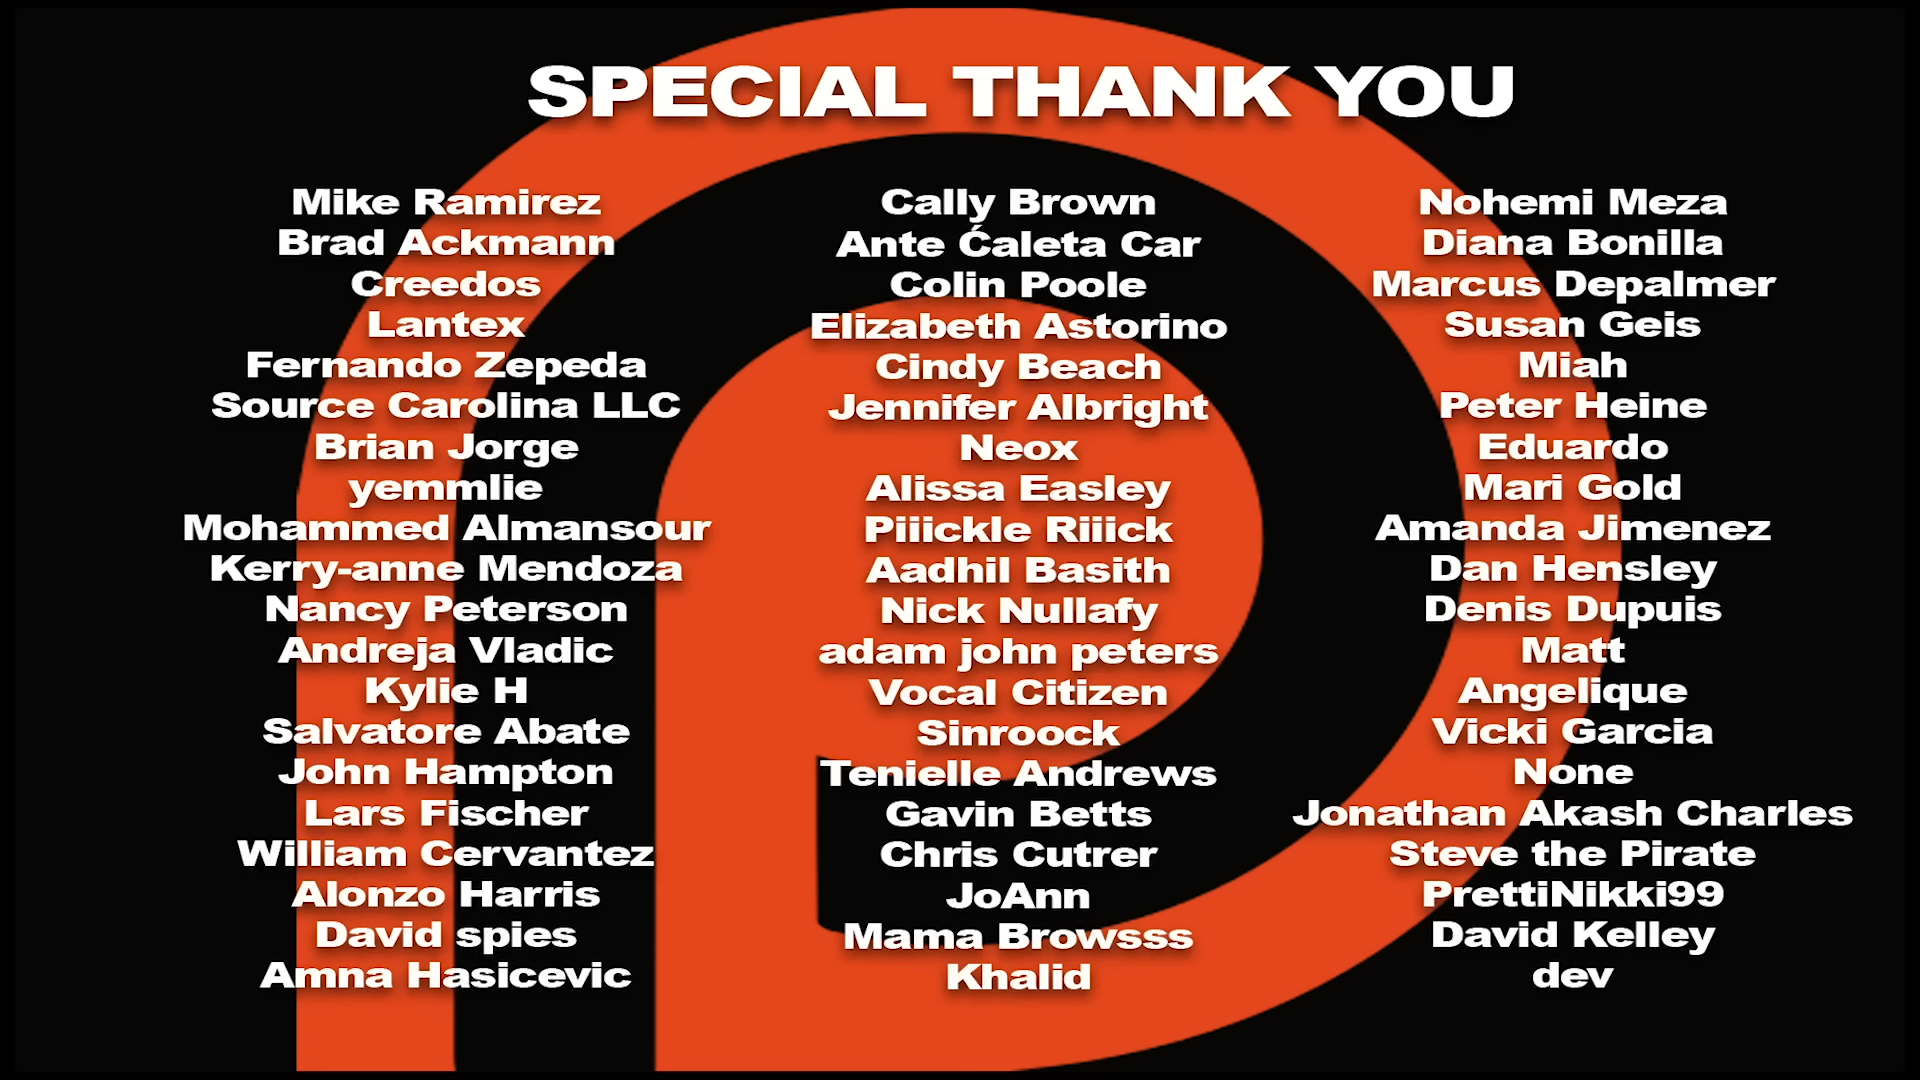 SPECIAL THANK YOU
Mike Ramirez
Brad Ackmann
Creedos
Lantex
Fernando Zepeda
Source Carolina LLC
Brian Jorge
yemmlie
Mohammed Almansour
Kerry-anne Mendoza
Nancy Peterson
Andreja Vladic
Kylie H
Salvatore Abate
John Hampton
Lars Fischer
William Cervantez
Alonzo Harris
David spies
Amna Hasicevic
Cally Brown
Ante Ćaleta Car
Colin Poole
Elizabeth Astorino
Cindy Beach
Jennifer Albright
Neox
Alissa Easley
Piiickle Riiick
Aadhil Basith
Nick Nullafy
adam john peters
Vocal Citizen
Sinroock
Tenielle Andrews
Gavin Betts
Chris Cutrer
JoAnn
Mama Browsss
Khalid
Nohemi Meza
Diana Bonilla
Marcus Depalmer
Susan Geis
Miah
Peter Heine
Eduardo
Mari Gold
Amanda Jimenez
Dan Hensley
Denis Dupuis
Matt
Angelique
Vicki Garcia
None
Jonathan Akash Charles
Steve the Pirate
PrettiNikki99
David Kelley
dev